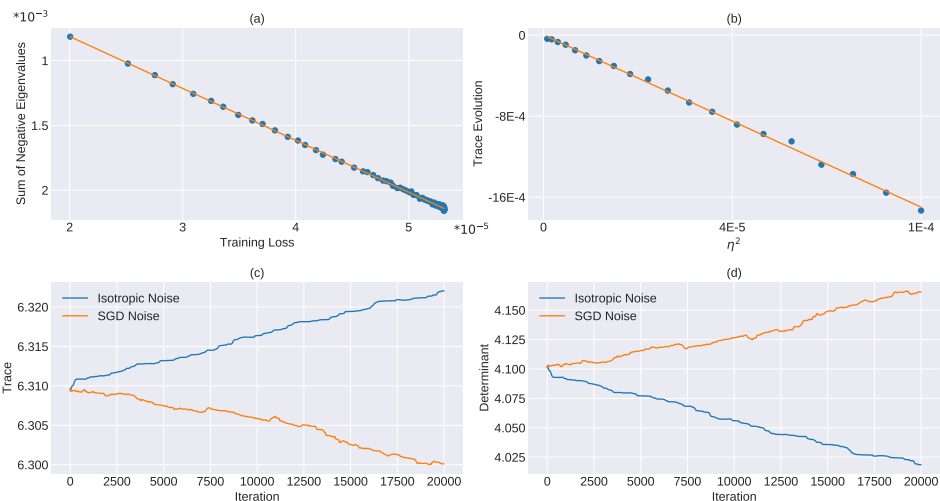 (a)
*10⁻³
1
1.5
2
Sum of Negative Eigenvalues
2
3
4
5
*10⁻⁵
Training Loss
(b)
0
-8E-4
-16E-4
Trace Evolution
0
4E-5
1E-4
η²
(c)
Isotropic Noise
SGD Noise
6.320
6.315
6.310
6.305
6.300
Trace
0
2500
5000
7500
10000
12500
15000
17500
20000
Iteration
(d)
Isotropic Noise
SGD Noise
4.150
4.125
4.100
4.075
4.050
4.025
Determinant
0
2500
5000
7500
10000
12500
15000
17500
20000
Iteration